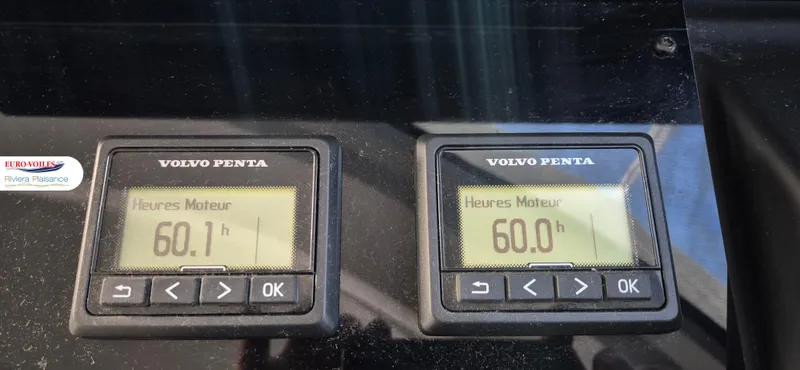 EURO-VOILES
Riviera Plaisance
VOLVO PENTA
Heures Moteur
60.1 h
OK
VOLVO PENTA
Heures Moteur
60.0 h
OK